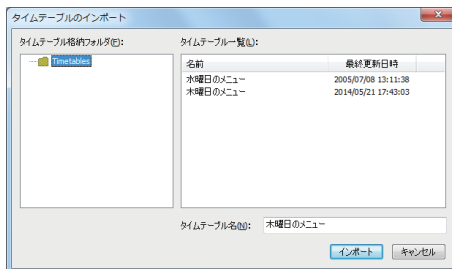 タイムテーブルのインポート
タイムテーブル格納フォルダ(F):
タイムテーブル一覧(L):
Timetables
名前 最終更新日時
水曜日のメニュー 2005/07/08 13:11:38
木曜日のメニュー 2014/05/21 17:43:03
タイムテーブル名(N): 木曜日のメニュー
インポート キャンセル